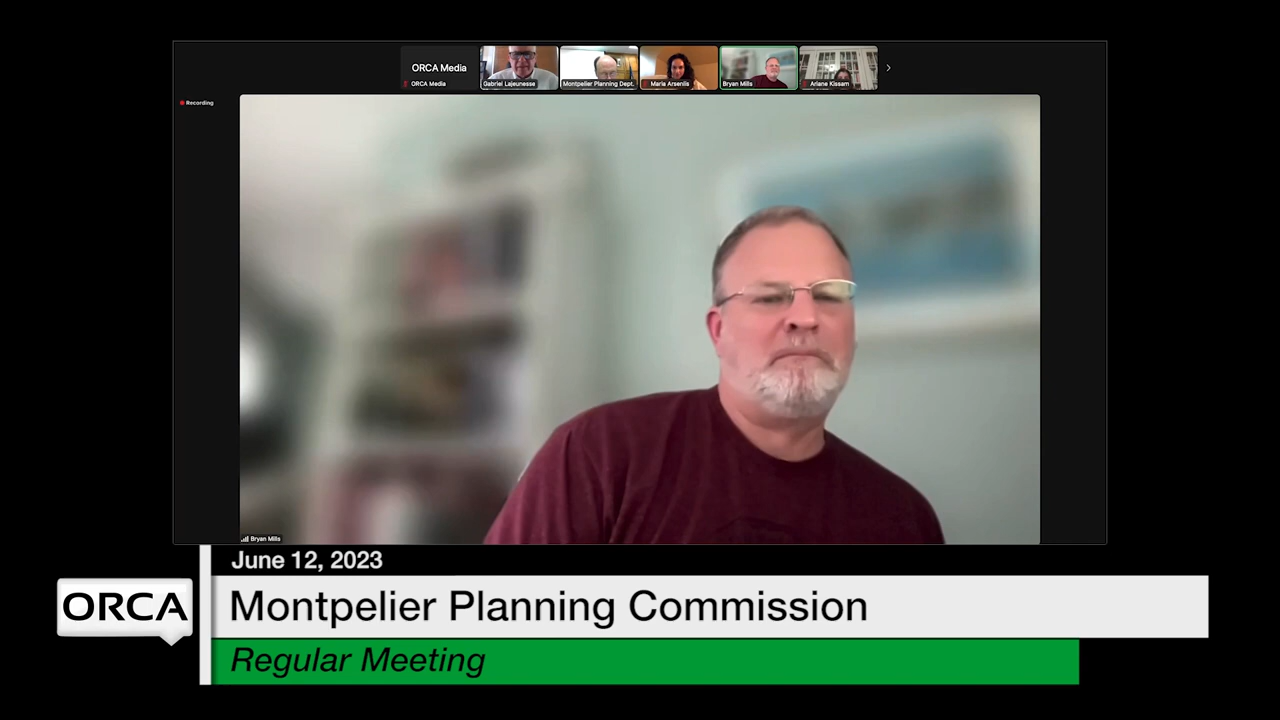 ORCA Media
ORCA Media
Gabriel Lajeunesse
Montpelier Planning Dept.
Maria Arsenlis
Bryan Mills
Ariane Kissam
Recording
Bryan Mills
June 12, 2023
ORCA
Montpelier Planning Commission
Regular Meeting